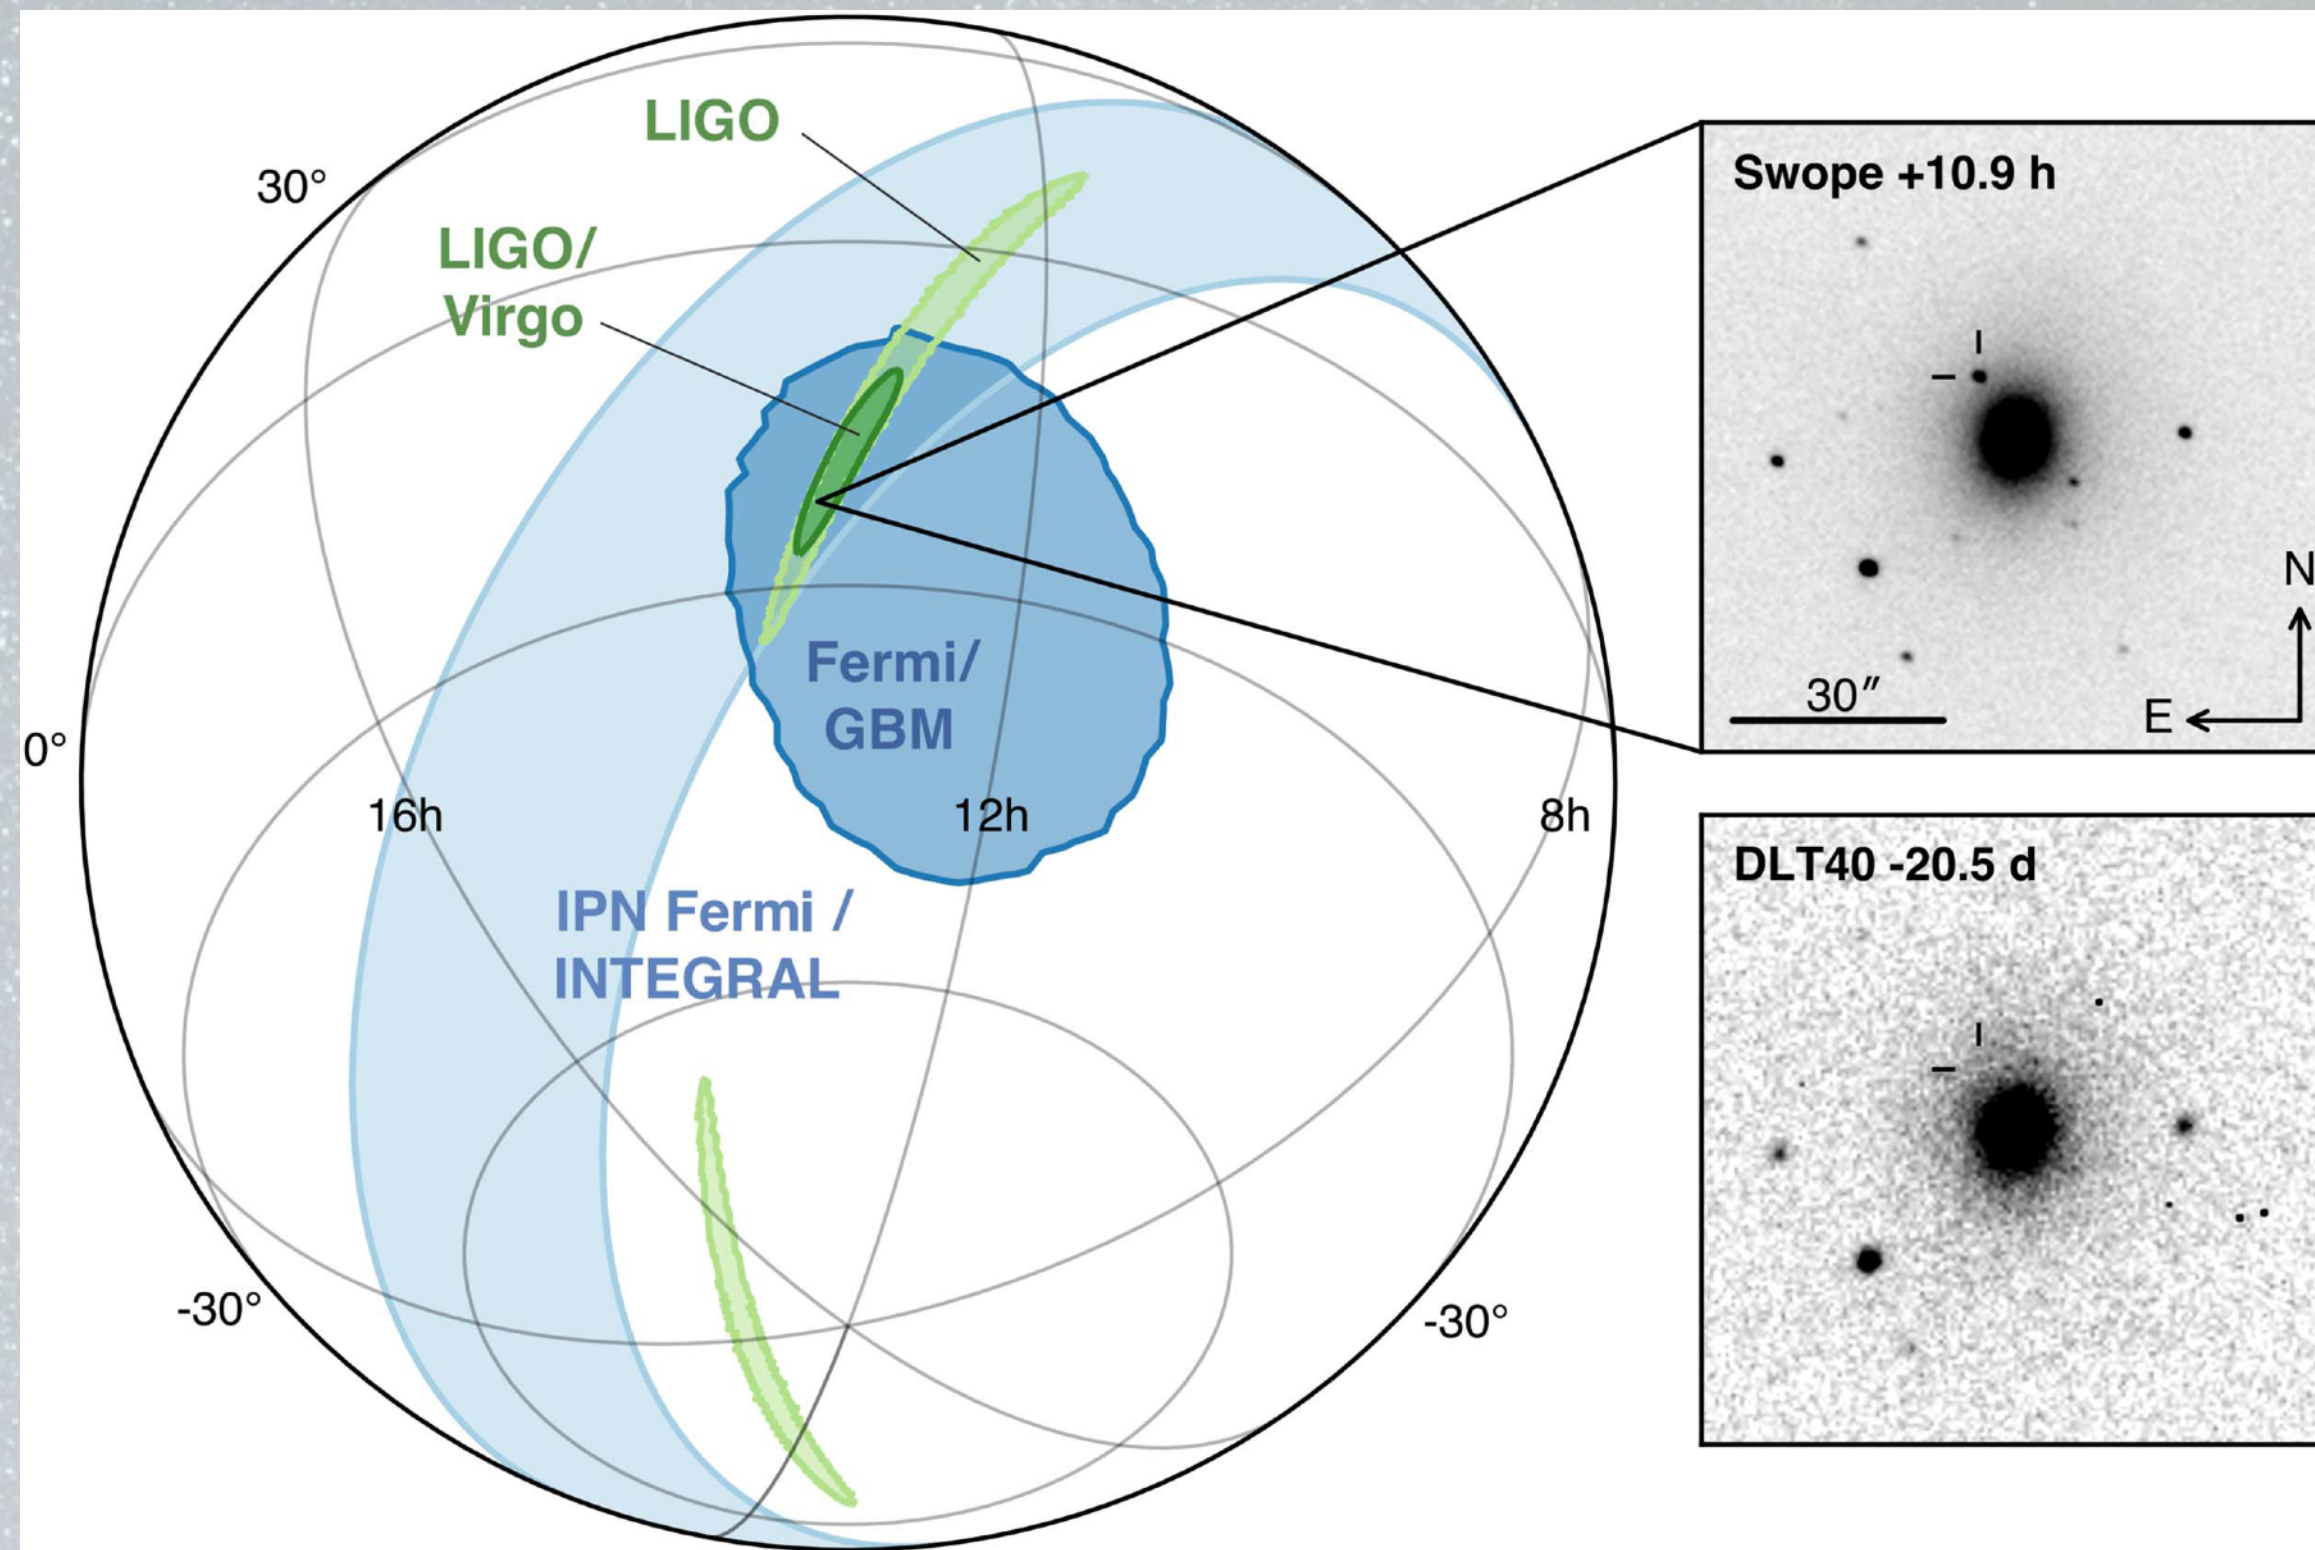 LIGO
30°
LIGO/
Virgo
Fermi/
GBM
0°
16h
12h
8h
IPN Fermi /
INTEGRAL
-30°
-30°
Swope +10.9 h
N
30″
E
DLT40 -20.5 d